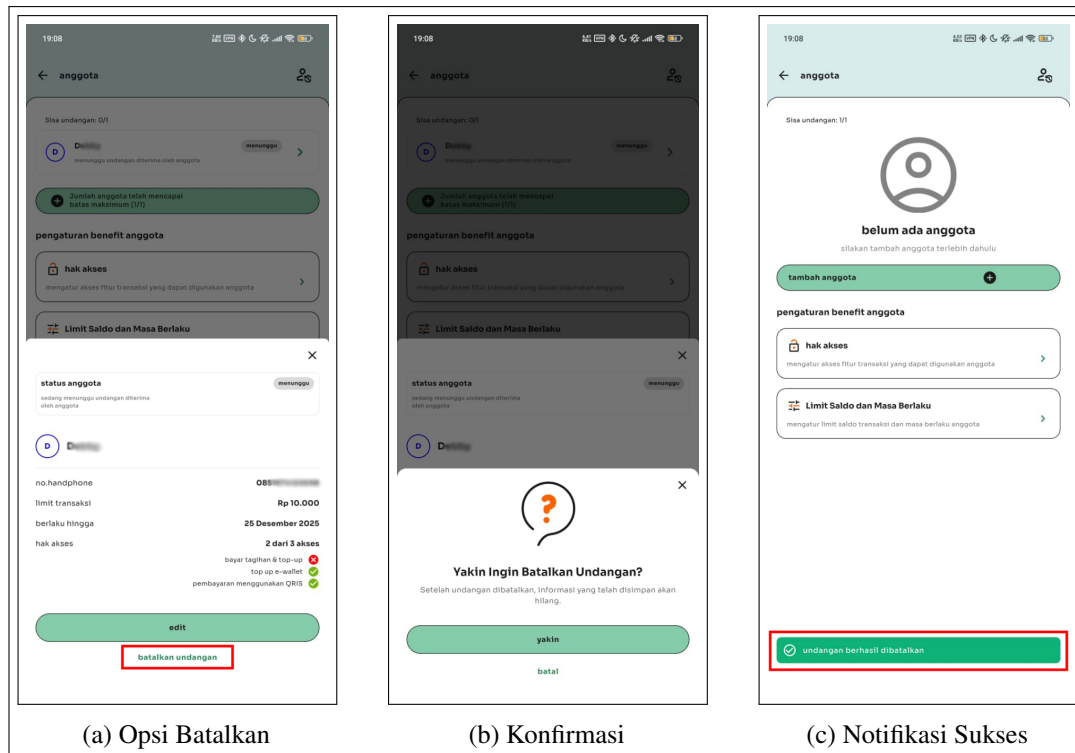 19:08
anggota
Sisa undangan: 0/1
D
menunggu
menunggu undangan diterima oleh anggota
Jumlah anggota telah mencapai
batas maksimum (1/1)
pengaturan benefit anggota
hak akses
mengatur akses fitur transaksi yang dapat digunakan anggota
Limit Saldo dan Masa Berlaku
status anggota
menunggu
sedang menunggu undangan diterima
oleh anggota
D
no.handphone
085
limit transaksi Rp 10.000
berlaku hingga 25 Desember 2025
hak akses 2 dari 3 akses
bayar tagihan & top-up
top up e-wallet
pembayaran menggunakan QRIS
edit
batalkan undangan
(a) Opsi Batalkan
19:08
anggota
Sisa undangan: 0/1
D
menunggu
menunggu undangan diterima oleh anggota
Jumlah anggota telah mencapai
batas maksimum (1/1)
pengaturan benefit anggota
hak akses
mengatur akses fitur transaksi yang dapat digunakan anggota
Limit Saldo dan Masa Berlaku
status anggota
menunggu
sedang menunggu undangan diterima
oleh anggota
D
Yakin Ingin Batalkan Undangan?
Setelah undangan dibatalkan, informasi yang telah disimpan akan
hilang.
yakin
batal
(b) Konfirmasi
19:08
anggota
Sisa undangan: 1/1
belum ada anggota
silakan tambah anggota terlebih dahulu
tambah anggota
pengaturan benefit anggota
hak akses
mengatur akses fitur transaksi yang dapat digunakan anggota
Limit Saldo dan Masa Berlaku
mengatur limit saldo transaksi dan masa berlaku anggota
undangan berhasil dibatalkan
(c) Notifikasi Sukses